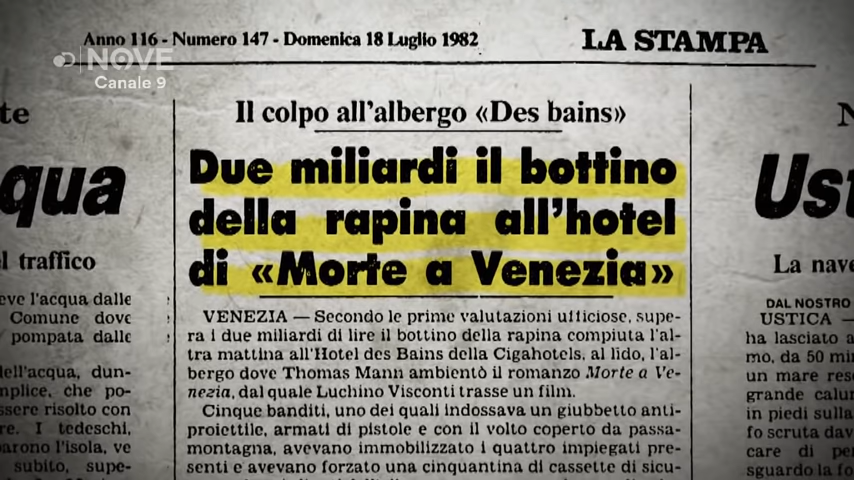 Anno 116 - Numero 147 - Domenica 18 Luglio 1982
LA STAMPA
NOVE
Canale 9
te
qua
l traffico
eve l'acqua dalle
Comune dove
pompata dalle
dell'acqua, dun-
mplice, che po-
ssere risolto con
re. I tedeschi,
parono l'isola, ve
subito, supe-
Il colpo all'albergo «Des bains»
Due miliardi il bottino
della rapina all'hotel
di «Morte a Venezia»
VENEZIA — Secondo le prime valutazioni ufficiose, supe-
ra i due miliardi di lire il bottino della rapina compiuta l'al-
tra mattina all'Hotel des Bains della Cigahotels, al lido, l'al-
bergo dove Thomas Mann ambientò il romanzo Morte a Ve-
nezia, dal quale Luchino Visconti trasse un film.
Cinque banditi, uno dei quali indossava un giubbetto anti-
proiettile, armati di pistole e con il volto coperto da passa-
montagna, avevano immobilizzato i quattro impiegati pre-
senti e avevano forzato una cinquantina di cassette di sicu-
N
Ust
La nave
DAL NOSTRO
USTICA —
ha lasciato a
mo, da 50 min
un mare rese
grande calur
in piedi sulla
fo scruta dav
care di per
sguardo la fo